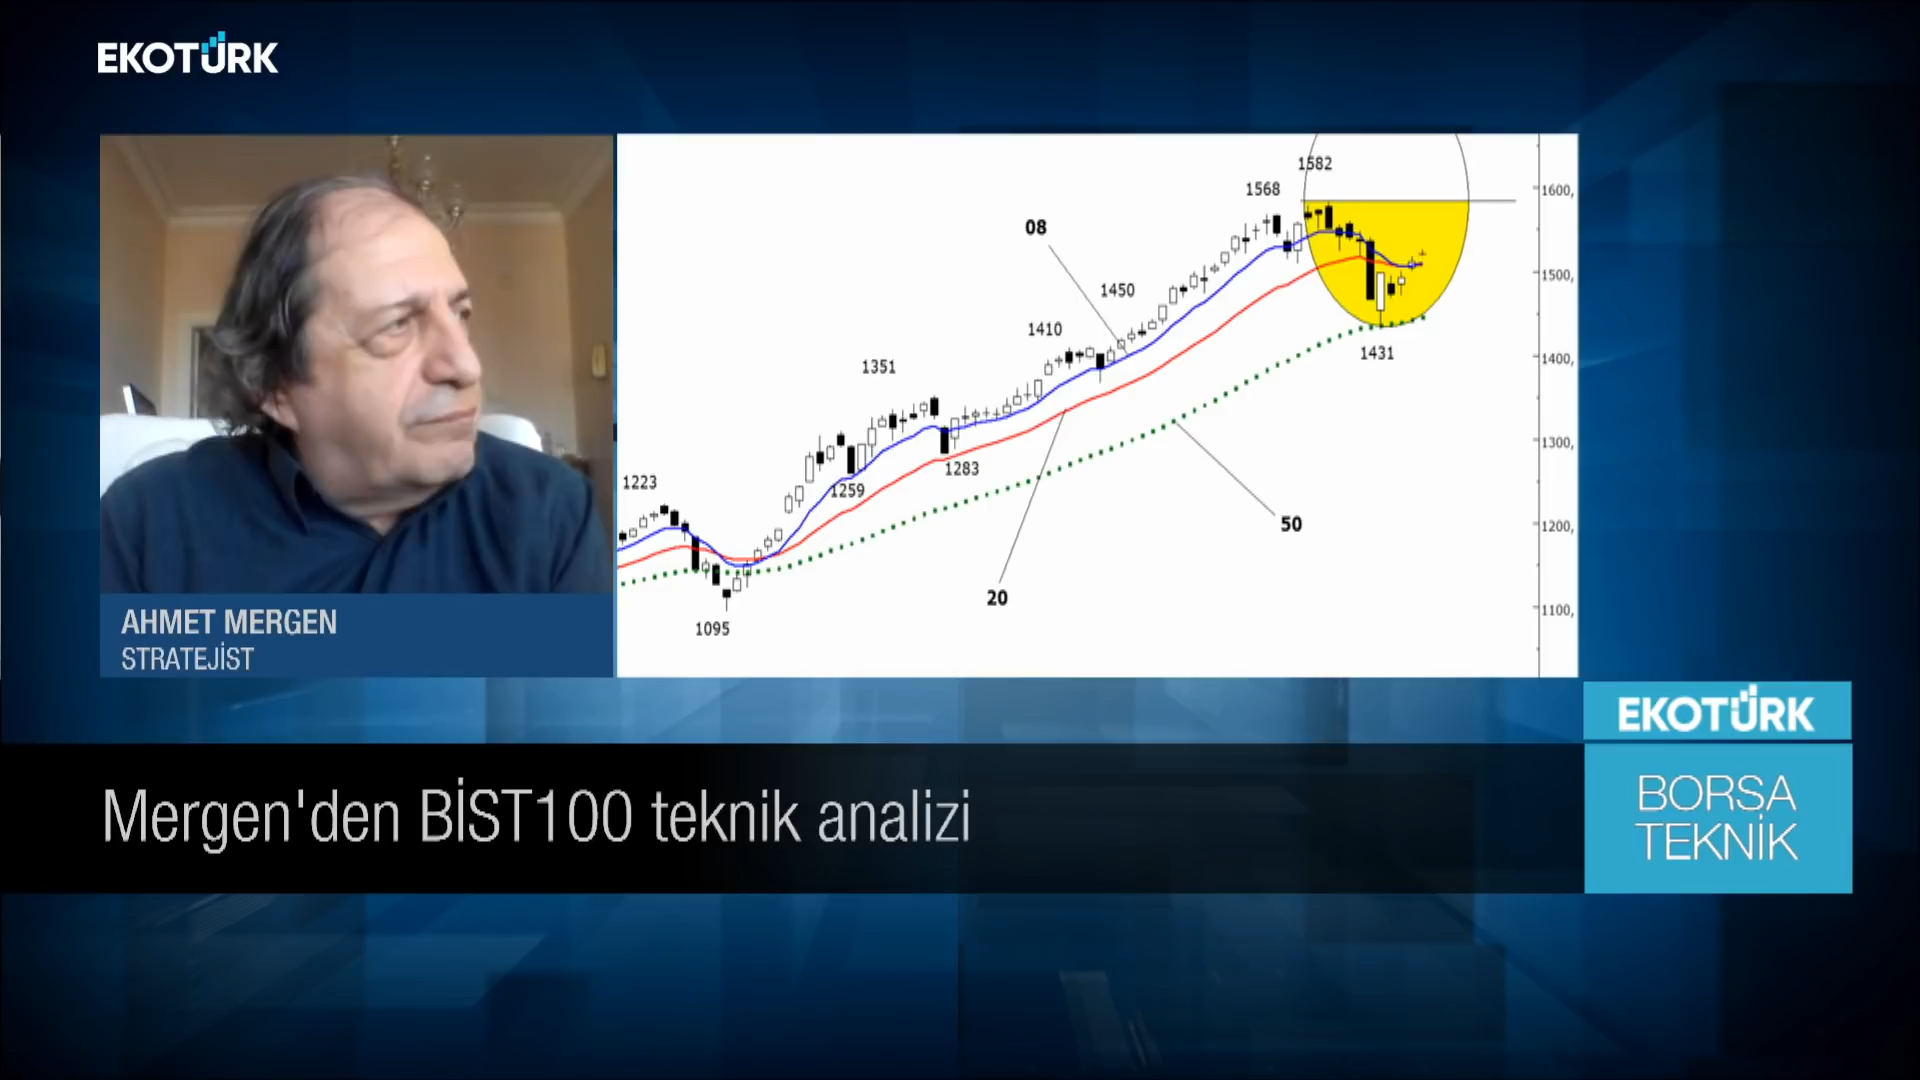 EKOTÜRK
1582
1568
1600,
08
1500,
1450
1410
1431
1400,
1351
1300,
1283
1259
1223
50
1200,
20
1100,
1095
AHMET MERGEN
STRATEJİST
EKOTÜRK
BORSA
TEKNİK
Mergen'den BİST100 teknik analizi